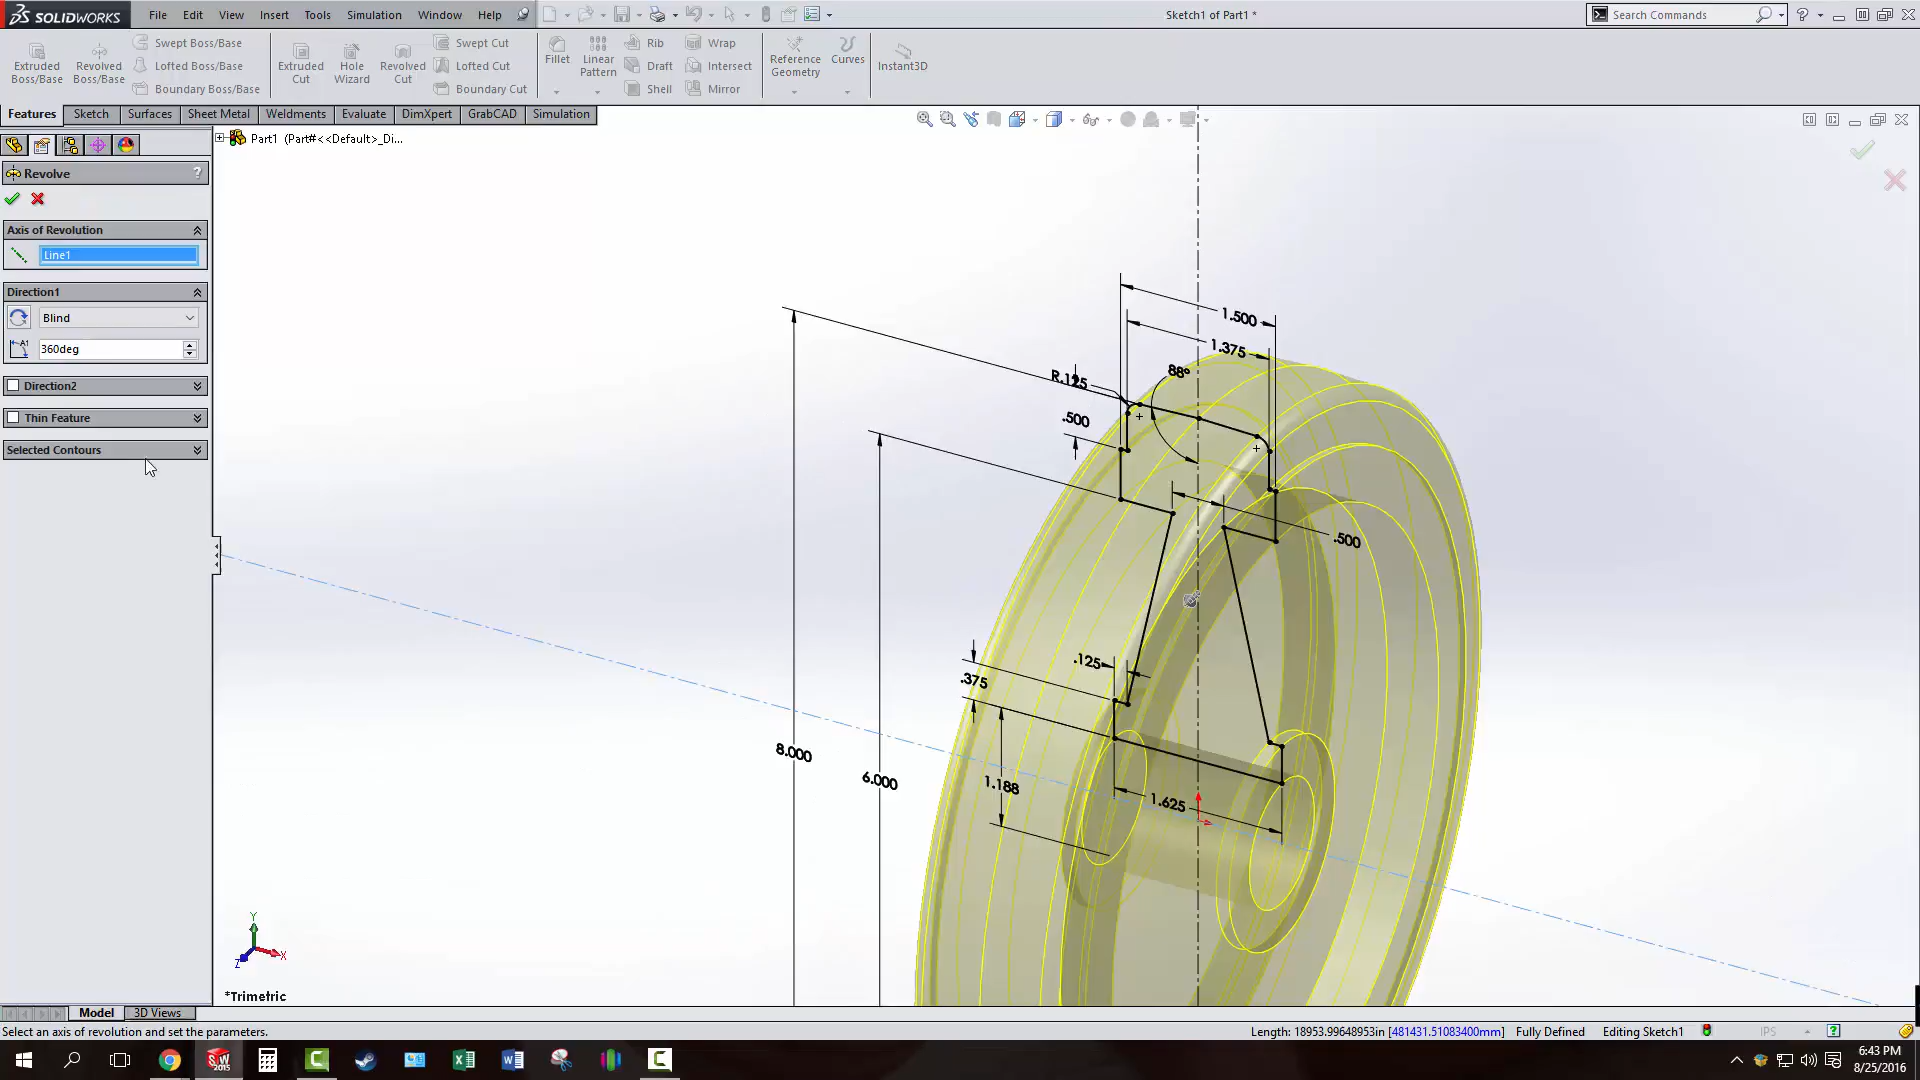 SOLIDWORKS File Edit View Insert Tools Simulation Window Help Sketch1 of Part1 * Search Commands
Extruded Boss/Base
Revolved Boss/Base
Swept Boss/Base
Lofted Boss/Base
Boundary Boss/Base
Extruded Cut
Hole Wizard
Revolved Cut
Swept Cut
Lofted Cut
Boundary Cut
Fillet
Linear Pattern
Rib
Draft
Shell
Wrap
Intersect
Mirror
Reference Geometry
Curves
Instant3D
Features Sketch Surfaces Sheet Metal Weldments Evaluate DimXpert GrabCAD Simulation
Part1 (Part#<<Default>_Di...
Revolve ?
Axis of Revolution
Line1
Direction1
Blind
A1 360deg
Direction2
Thin Feature
Selected Contours
1.500
1.375
R.125
88°
.500
.500
.125
.375
8.000
6.000
1.188
1.625
Y
X
Z
*Trimetric
Model 3D Views
Select an axis of revolution and set the parameters. Length: 18953.99648953in [481431.51083400mm] Fully Defined Editing Sketch1 IPS
6:43 PM
8/25/2016